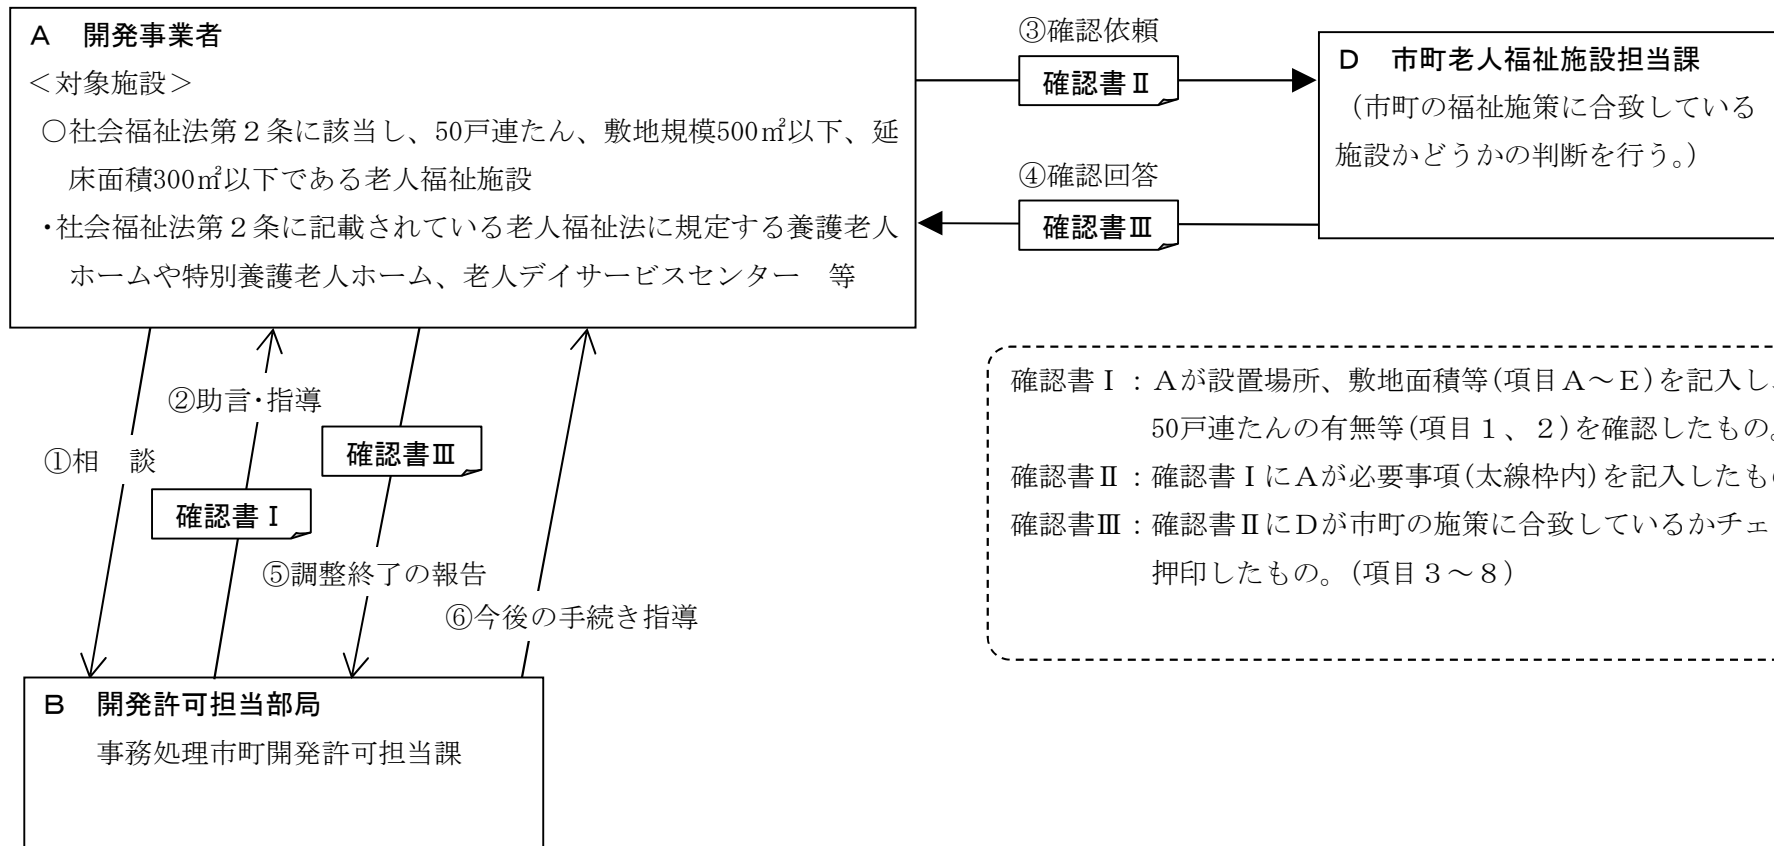 A 開発事業者
＜対象施設＞
○社会福祉法第２条に該当し、50戸連たん、敷地規模500㎡以下、延
床面積300㎡以下である老人福祉施設
・社会福祉法第２条に記載されている老人福祉法に規定する養護老人
ホームや特別養護老人ホーム、老人デイサービスセンター　等
③確認依頼
確認書Ⅱ
④確認回答
確認書Ⅲ
D 市町老人福祉施設担当課
（市町の福祉施策に合致している
施設かどうかの判断を行う。）
①相　談
②助言・指導
確認書Ⅰ
確認書Ⅲ
⑤調整終了の報告
⑥今後の手続き指導
確認書Ⅰ：Ａが設置場所、敷地面積等(項目Ａ～Ｅ)を記入し、
50戸連たんの有無等(項目１、２)を確認したもの。
確認書Ⅱ：確認書ⅠにＡが必要事項(太線枠内)を記入したも
確認書Ⅲ：確認書ⅡにＤが市町の施策に合致しているかチェ
押印したもの。(項目３～８)
B 開発許可担当部局
事務処理市町開発許可担当課